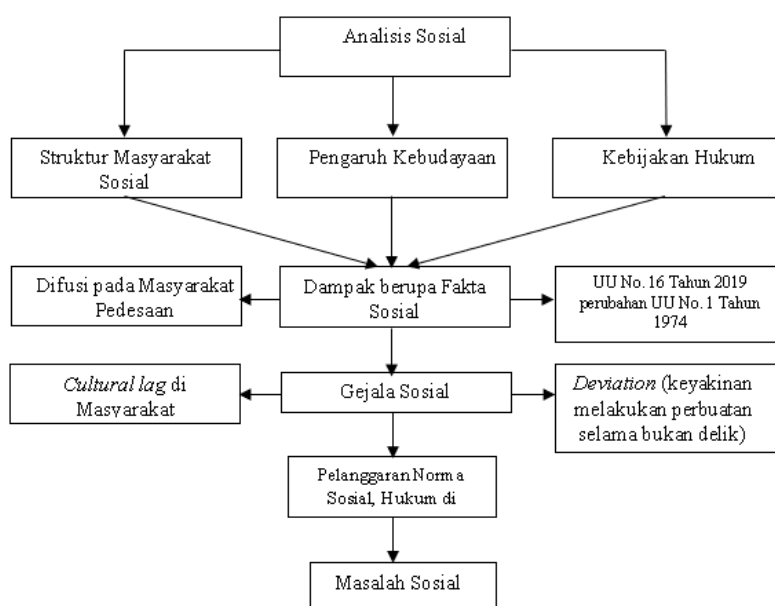 Analisis Sosial
Struktur Masyarakat
Sosial
Pengaruh Kebudayaan
Kebijakan Hukum
Difusi pada Masyarakat
Pedesaan
Dampak berupa Fakta
Sosial
UU No. 16 Tahun 2019
perubahan UU No. 1 Tahun
1974
Cultural lag di
Masyarakat
Gejala Sosial
Deviation (keyakinan
melakukan perbuatan
selama bukan delik)
Pelanggaran Norma
Sosial, Hukum di
Masalah Sosial